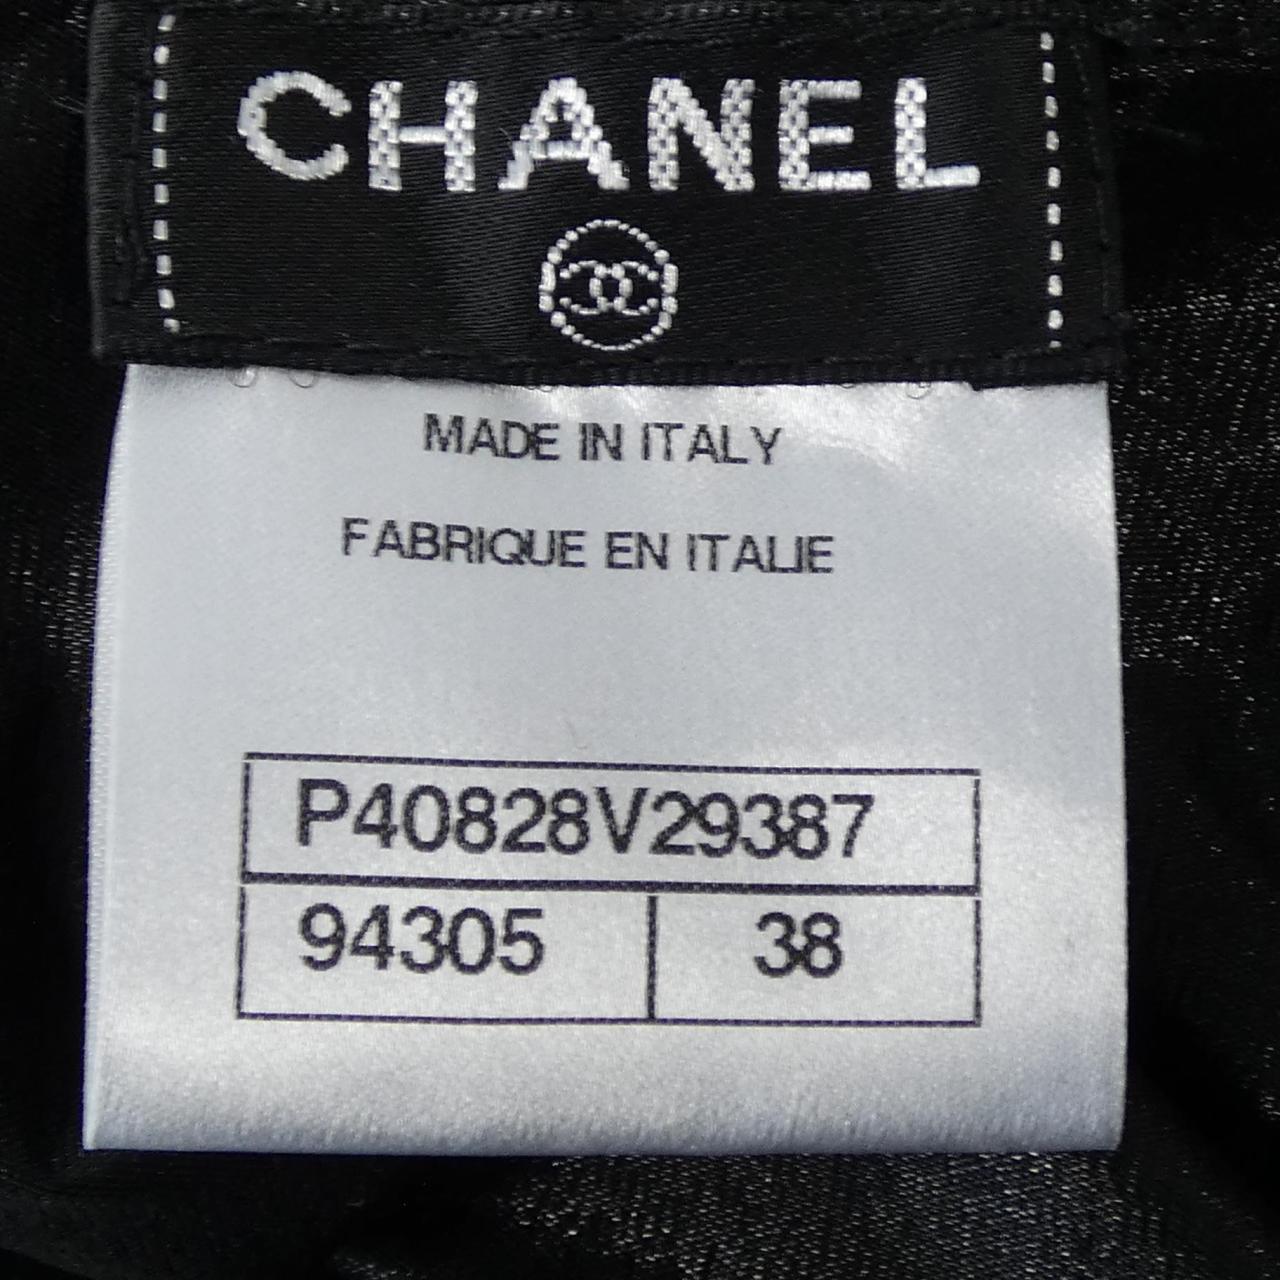 CHANEL
MADE IN ITALY
FABRIQUE EN ITALIE
P40828V29387
94305 38